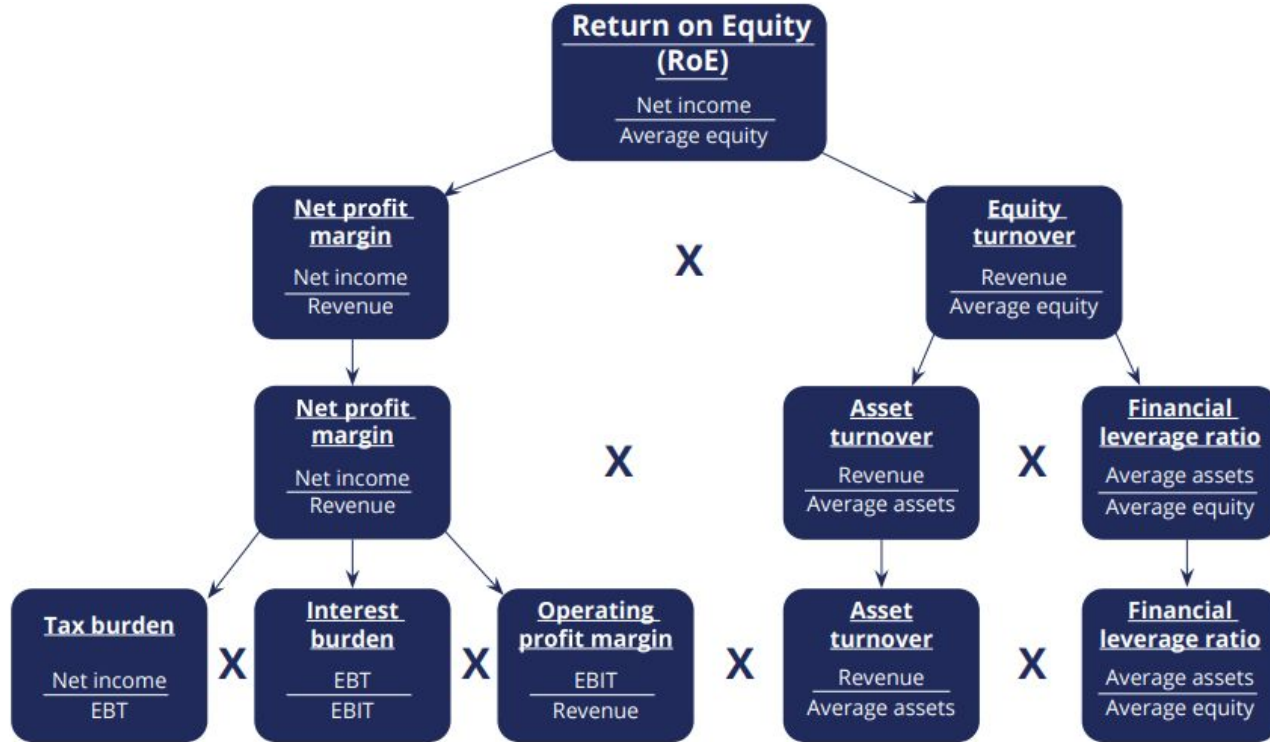 Return on Equity
(RoE)
Net income
Average equity
Net profit
margin
Net income
Revenue
X
Equity
turnover
Revenue
Average equity
Net profit
margin
Net income
Revenue
X
Asset
turnover
Revenue
Average assets
X
Financial
leverage ratio
Average assets
Average equity
Tax burden
Net income
EBT
X
Interest
burden
EBT
EBIT
X
Operating
profit margin
EBIT
Revenue
X
Asset
turnover
Revenue
Average assets
X
Financial
leverage ratio
Average assets
Average equity